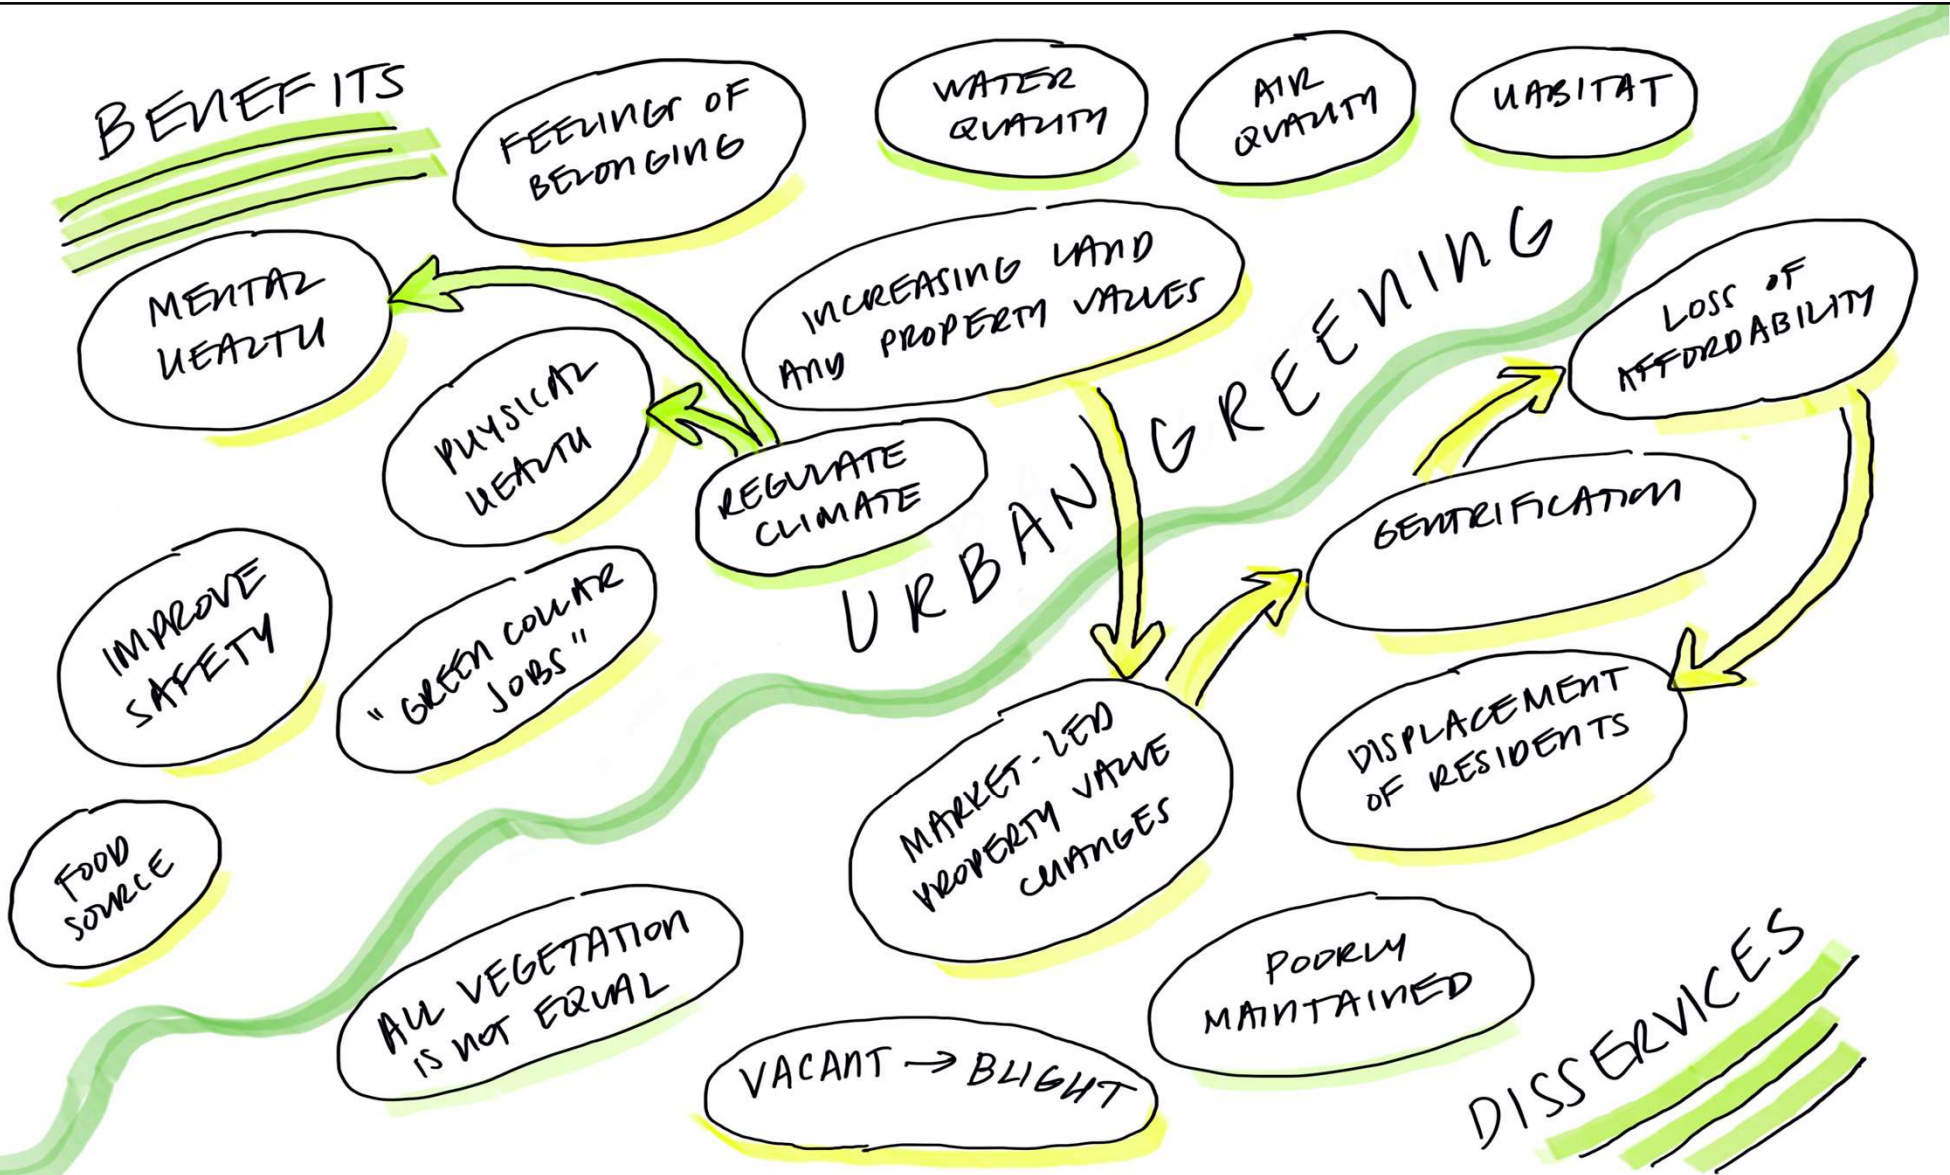 BENEFITS
FEELINGS OF
BELONGING
WATER
QUALITY
AIR
QUALITY
HABITAT
MENTAL
HEALTH
INCREASING LAND
AND PROPERTY VALUES
PHYSICAL
HEALTH
REGULATE
CLIMATE
URBAN GREENING
LOSS OF
AFFORDABILITY
GENTRIFICATION
IMPROVE
SAFETY
"GREEN COLLAR
JOBS"
MARKET-LED
PROPERTY VALUE
CHANGES
DISPLACEMENT
OF RESIDENTS
FOOD
SOURCE
ALL VEGETATION
IS NOT EQUAL
VACANT → BLIGHT
POORLY
MAINTAINED
DISSERVICES